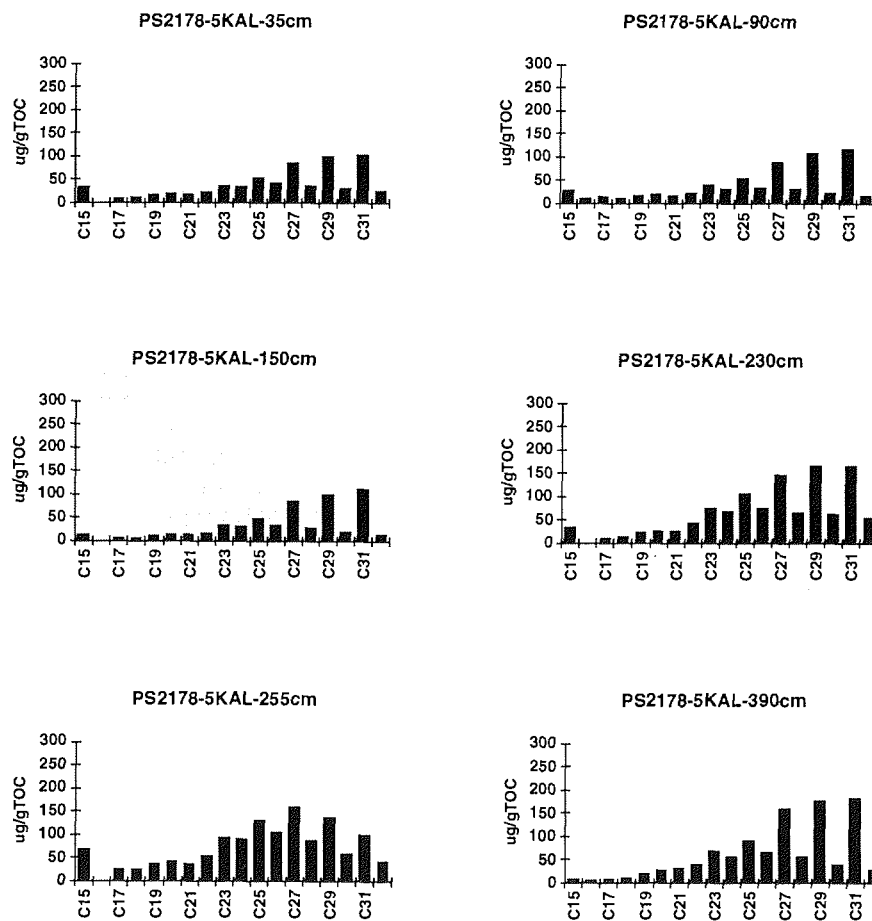 PS2178-5KAL-35cm
ug/gTOC
300
250
200
150
100
50
0
C15
C17
C19
C21
C23
C25
C27
C29
C31
PS2178-5KAL-90cm
ug/gTOC
300
250
200
150
100
50
0
C15
C17
C19
C21
C23
C25
C27
C29
C31
PS2178-5KAL-150cm
ug/gTOC
300
250
200
150
100
50
0
C15
C17
C19
C21
C23
C25
C27
C29
C31
PS2178-5KAL-230cm
ug/gTOC
300
250
200
150
100
50
0
C15
C17
C19
C21
C23
C25
C27
C29
C31
PS2178-5KAL-255cm
ug/gTOC
300
250
200
150
100
50
0
C15
C17
C19
C21
C23
C25
C27
C29
C31
PS2178-5KAL-390cm
ug/gTOC
300
250
200
150
100
50
0
C15
C17
C19
C21
C23
C25
C27
C29
C31